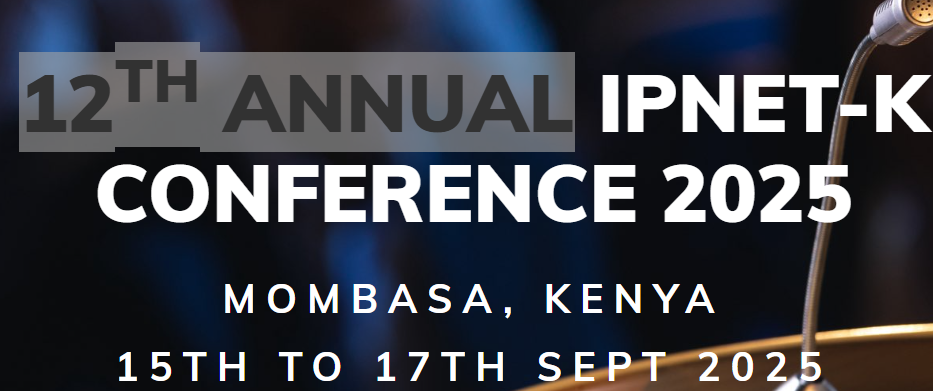 12TH ANNUAL IPNET-K
CONFERENCE 2025
MOMBASA, KENYA
15TH TO 17TH SEPT 2025